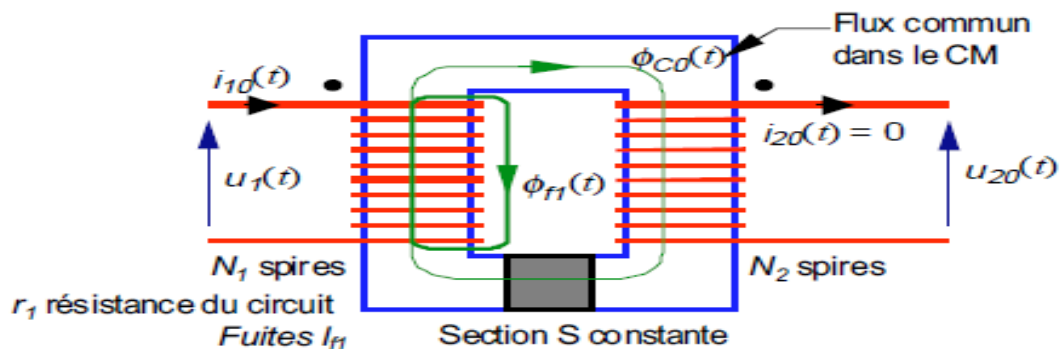 Flux commun
dans le CM
ϕC0(t)
i10(t)
i20(t) = 0
u1(t)
ϕf1(t)
u20(t)
N1 spires
N2 spires
r1 résistance du circuit
Fuites lf1
Section S constante